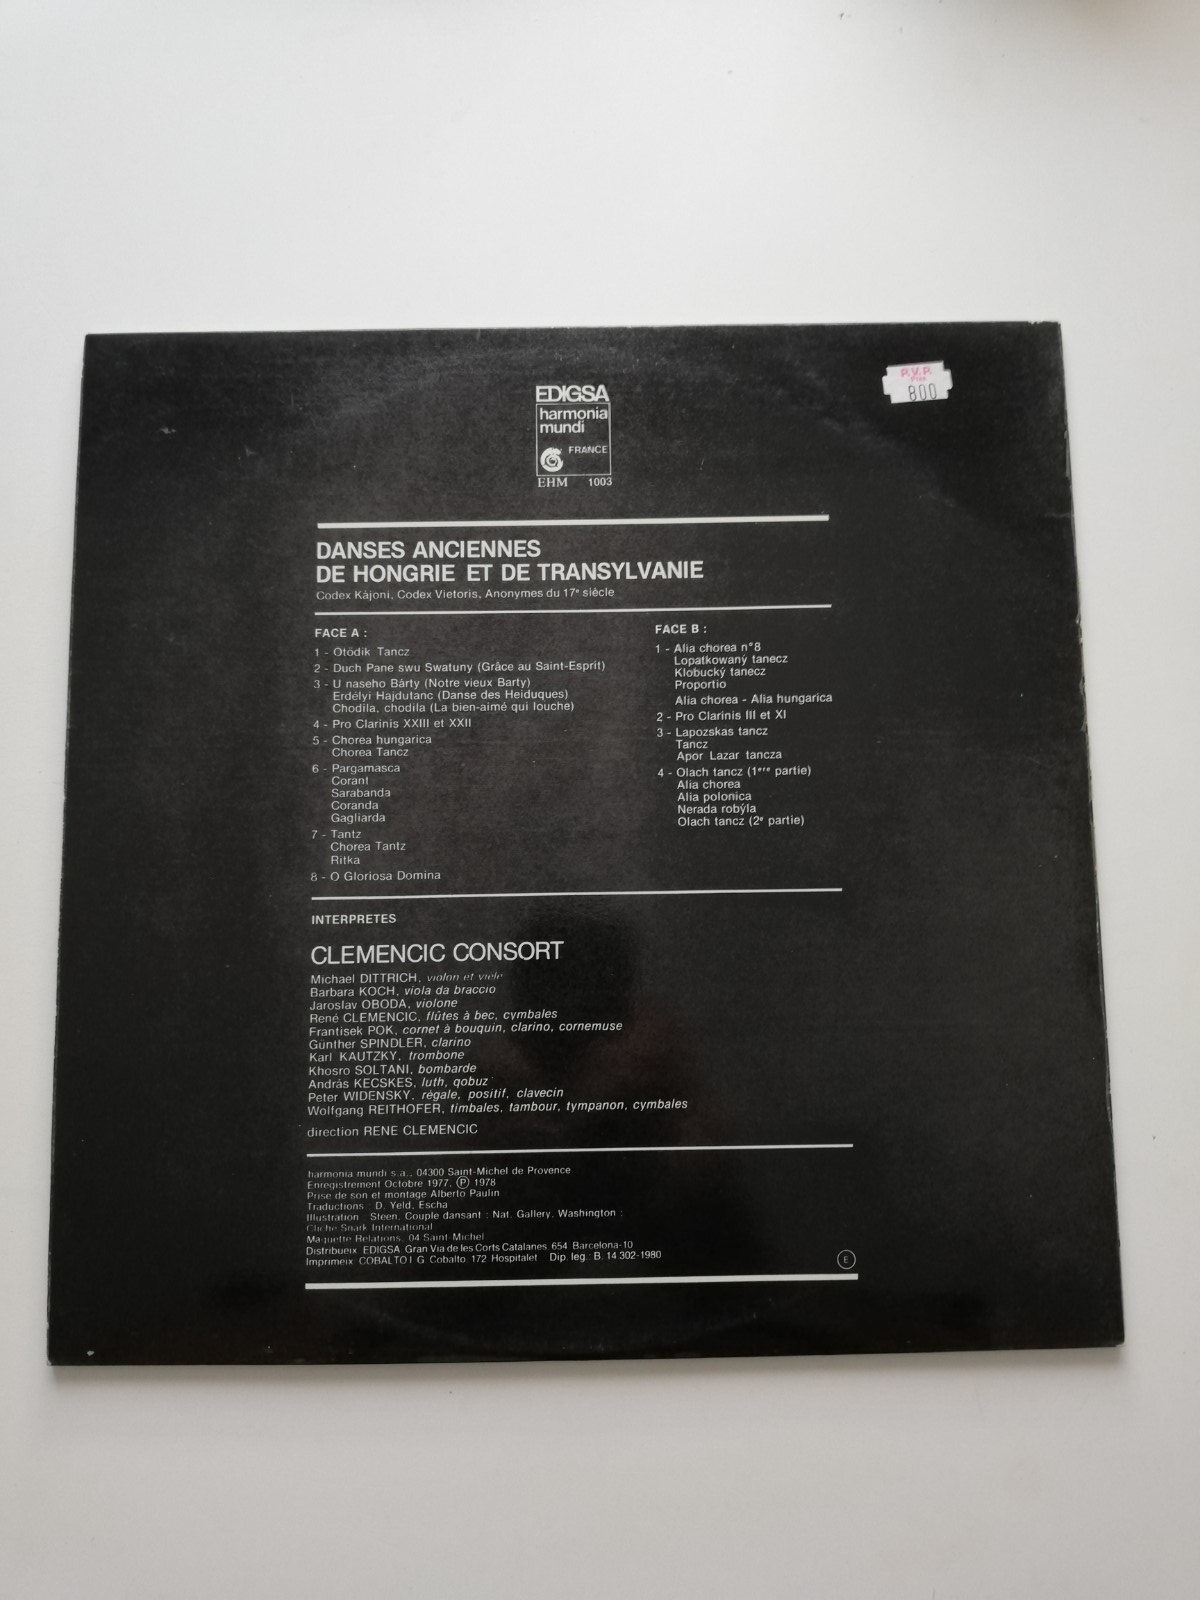 P.V.P.
Ptas
800
EDIGSA
harmonia
mundi
FRANCE
EHM 1003
DANSES ANCIENNES
DE HONGRIE ET DE TRANSYLVANIE
Codex Kájoni, Codex Vietoris, Anonymes du 17e siécle
FACE A :
1 - Otödik Tancz
2 - Duch Pane swu Swatuny (Grâce au Saint-Esprit)
3 - U naseho Bárty (Notre vieux Barty)
Erdélyi Hajdutanc (Danse des Heiduques)
Chodila, chodila (La bien-aimé qui louche)
4 - Pro Clarinis XXIII et XXII
5 - Chorea hungarica
Chorea Tancz
6 - Pargamasca
Corant
Sarabanda
Coranda
Gagliarda
7 - Tantz
Chorea Tantz
Ritka
8 - O Gloriosa Domina
FACE B :
1 - Alia chorea n°8
Lopatkowaný tanecz
Klobucký tanecz
Proportio
Alia chorea - Alia hungarica
2 - Pro Clarinis III et XI
3 - Lapozskas tancz
Tancz
Apor Lazar tancza
4 - Olach tancz (1ere partie)
Alia chorea
Alia polonica
Nerada robýla
Olach tancz (2e partie)
INTERPRETES
CLEMENCIC CONSORT
Michael DITTRICH, violon et viele
Barbara KOCH, viola da braccio
Jaroslav OBODA, violone
René CLEMENCIC, flûtes à bec, cymbales
Frantisek POK, cornet à bouquin, clarino, cornemuse
Günther SPINDLER, clarino
Karl KAUTZKY, trombone
Khosro SOLTANI, bombarde
András KECSKES, luth, qobuz
Peter WIDENSKY, régale, positif, clavecin
Wolfgang REITHOFER, timbales, tambour, tympanon, cymbales
direction RENE CLEMENCIC
harmonia mundi s.a., 04300 Saint-Michel de Provence
Enregistrement Octobre 1977, Ⓟ 1978
Prise de son et montage Alberto Paulin
Traductions : D. Yeld, Escha
Illustration : Steen, Couple dansant : Nat. Gallery, Washington :
Cliche Snark International
Maquette Relations, 04 Saint-Michel
Distribueix EDIGSA, Gran Via de les Corts Catalanes, 654, Barcelona-10
Imprimeix COBALTO I. G. Cobalto, 172 Hospitalet Dip. leg.: B. 14.302-1980
E